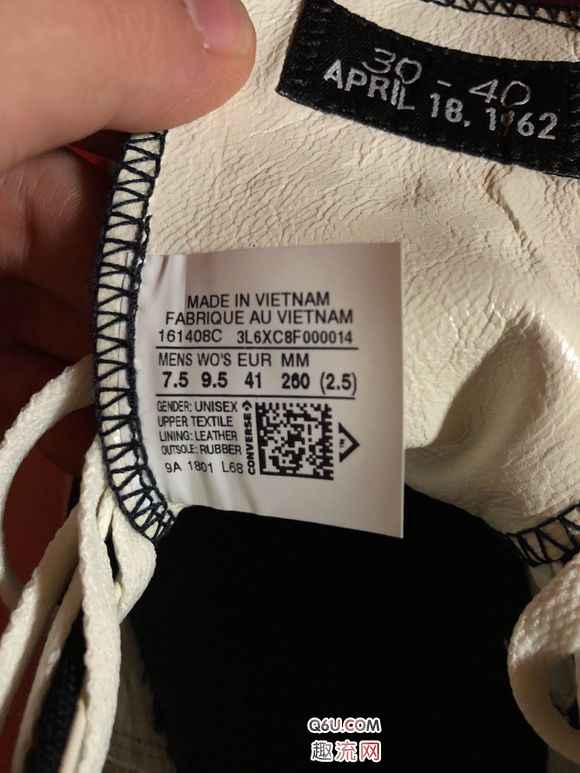 30 - 40
APRIL 18, 1962
MADE IN VIETNAM
FABRIQUE AU VIETNAM
161408C 3L6XC8F000014
MENS WO'S EUR MM
7.5 9.5 41 260 (2.5)
GENDER: UNISEX
UPPER TEXTILE
LINING: LEATHER
OUTSOLE: RUBBER
9A 1801 L68
CONVERSE
Q6U.COM
趣流网